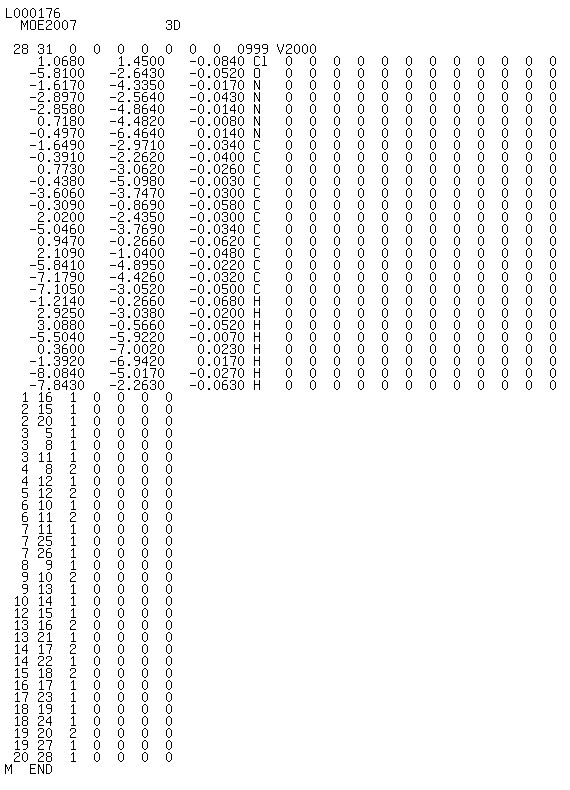 L000176
  MOE2007           3D

 28 31  0  0  0  0  0  0  0  0999 V2000
    1.0680    1.4500   -0.0840 Cl  0  0  0  0  0  0  0  0  0  0  0  0
   -5.8100   -2.6430   -0.0520 O   0  0  0  0  0  0  0  0  0  0  0  0
   -1.6170   -4.3350   -0.0170 N   0  0  0  0  0  0  0  0  0  0  0  0
   -2.8970   -2.5640   -0.0430 N   0  0  0  0  0  0  0  0  0  0  0  0
   -2.8580   -4.8640   -0.0140 N   0  0  0  0  0  0  0  0  0  0  0  0
    0.7180   -4.4820   -0.0080 N   0  0  0  0  0  0  0  0  0  0  0  0
   -0.4970   -6.4640    0.0140 N   0  0  0  0  0  0  0  0  0  0  0  0
   -1.6490   -2.9710   -0.0340 C   0  0  0  0  0  0  0  0  0  0  0  0
   -0.3910   -2.2620   -0.0400 C   0  0  0  0  0  0  0  0  0  0  0  0
    0.7730   -3.0620   -0.0260 C   0  0  0  0  0  0  0  0  0  0  0  0
   -0.4380   -5.0980   -0.0030 C   0  0  0  0  0  0  0  0  0  0  0  0
   -3.6060   -3.7470   -0.0300 C   0  0  0  0  0  0  0  0  0  0  0  0
   -0.3090   -0.8690   -0.0580 C   0  0  0  0  0  0  0  0  0  0  0  0
    2.0200   -2.4350   -0.0300 C   0  0  0  0  0  0  0  0  0  0  0  0
   -5.0460   -3.7690   -0.0340 C   0  0  0  0  0  0  0  0  0  0  0  0
    0.9470   -0.2660   -0.0620 C   0  0  0  0  0  0  0  0  0  0  0  0
    2.1090   -1.0400   -0.0480 C   0  0  0  0  0  0  0  0  0  0  0  0
   -5.8410   -4.8950   -0.0220 C   0  0  0  0  0  0  0  0  0  0  0  0
   -7.1790   -4.4260   -0.0320 C   0  0  0  0  0  0  0  0  0  0  0  0
   -7.1050   -3.0520   -0.0500 C   0  0  0  0  0  0  0  0  0  0  0  0
   -1.2140   -0.2660   -0.0680 H   0  0  0  0  0  0  0  0  0  0  0  0
    2.9250   -3.0380   -0.0200 H   0  0  0  0  0  0  0  0  0  0  0  0
    3.0880   -0.5660   -0.0520 H   0  0  0  0  0  0  0  0  0  0  0  0
   -5.5040   -5.9220   -0.0070 H   0  0  0  0  0  0  0  0  0  0  0  0
    0.3600   -7.0020    0.0230 H   0  0  0  0  0  0  0  0  0  0  0  0
   -1.3920   -6.9420    0.0170 H   0  0  0  0  0  0  0  0  0  0  0  0
   -8.0840   -5.0170   -0.0270 H   0  0  0  0  0  0  0  0  0  0  0  0
   -7.8430   -2.2630   -0.0630 H   0  0  0  0  0  0  0  0  0  0  0  0
  1 16  1  0  0  0  0
  2 15  1  0  0  0  0
  2 20  1  0  0  0  0
  3  5  1  0  0  0  0
  3  8  1  0  0  0  0
  3 11  1  0  0  0  0
  4  8  2  0  0  0  0
  4 12  1  0  0  0  0
  5 12  2  0  0  0  0
  6 10  1  0  0  0  0
  6 11  2  0  0  0  0
  7 11  1  0  0  0  0
  7 25  1  0  0  0  0
  7 26  1  0  0  0  0
  8  9  1  0  0  0  0
  9 10  2  0  0  0  0
  9 13  1  0  0  0  0
 10 14  1  0  0  0  0
 12 15  1  0  0  0  0
 13 16  2  0  0  0  0
 13 21  1  0  0  0  0
 14 17  2  0  0  0  0
 14 22  1  0  0  0  0
 15 18  2  0  0  0  0
 16 17  1  0  0  0  0
 17 23  1  0  0  0  0
 18 19  1  0  0  0  0
 18 24  1  0  0  0  0
 19 20  2  0  0  0  0
 19 27  1  0  0  0  0
 20 28  1  0  0  0  0
M  END